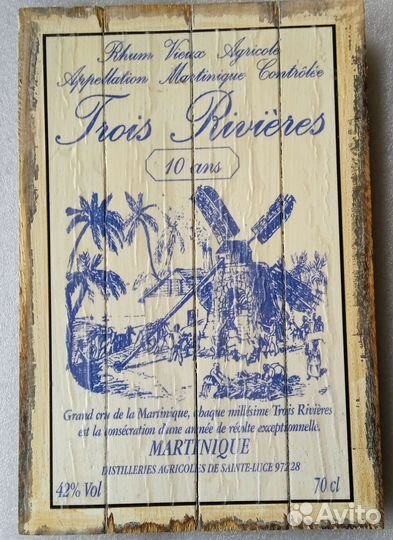 Rhum Vieux Agricole
Appellation Martinique Contrôlée
Trois Rivières
10 ans
Grand cru de la Martinique, chaque millésime Trois Rivières
est la consécration d'une année de récolte exceptionnelle.
MARTINIQUE
DISTILLERIES AGRICOLES DE SAINTE-LUCE 97228
42% Vol 70 cl
Avito